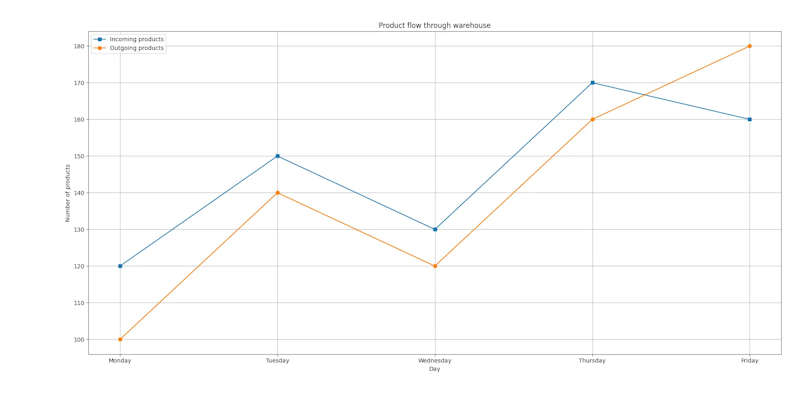 Product flow through warehouse
Incoming products
Outgoing products
180
170
160
150
140
130
120
110
100
Number of products
Monday Tuesday Wednesday Thursday Friday
Day